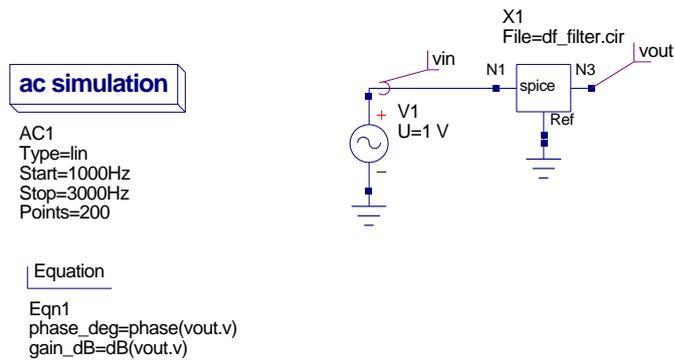 X1
File=df_filter.cir
vin
vout
N1
N3
spice
Ref
V1
U=1 V
+
−
ac simulation
AC1
Type=lin
Start=1000Hz
Stop=3000Hz
Points=200
Equation
Eqn1
phase_deg=phase(vout.v)
gain_dB=dB(vout.v)